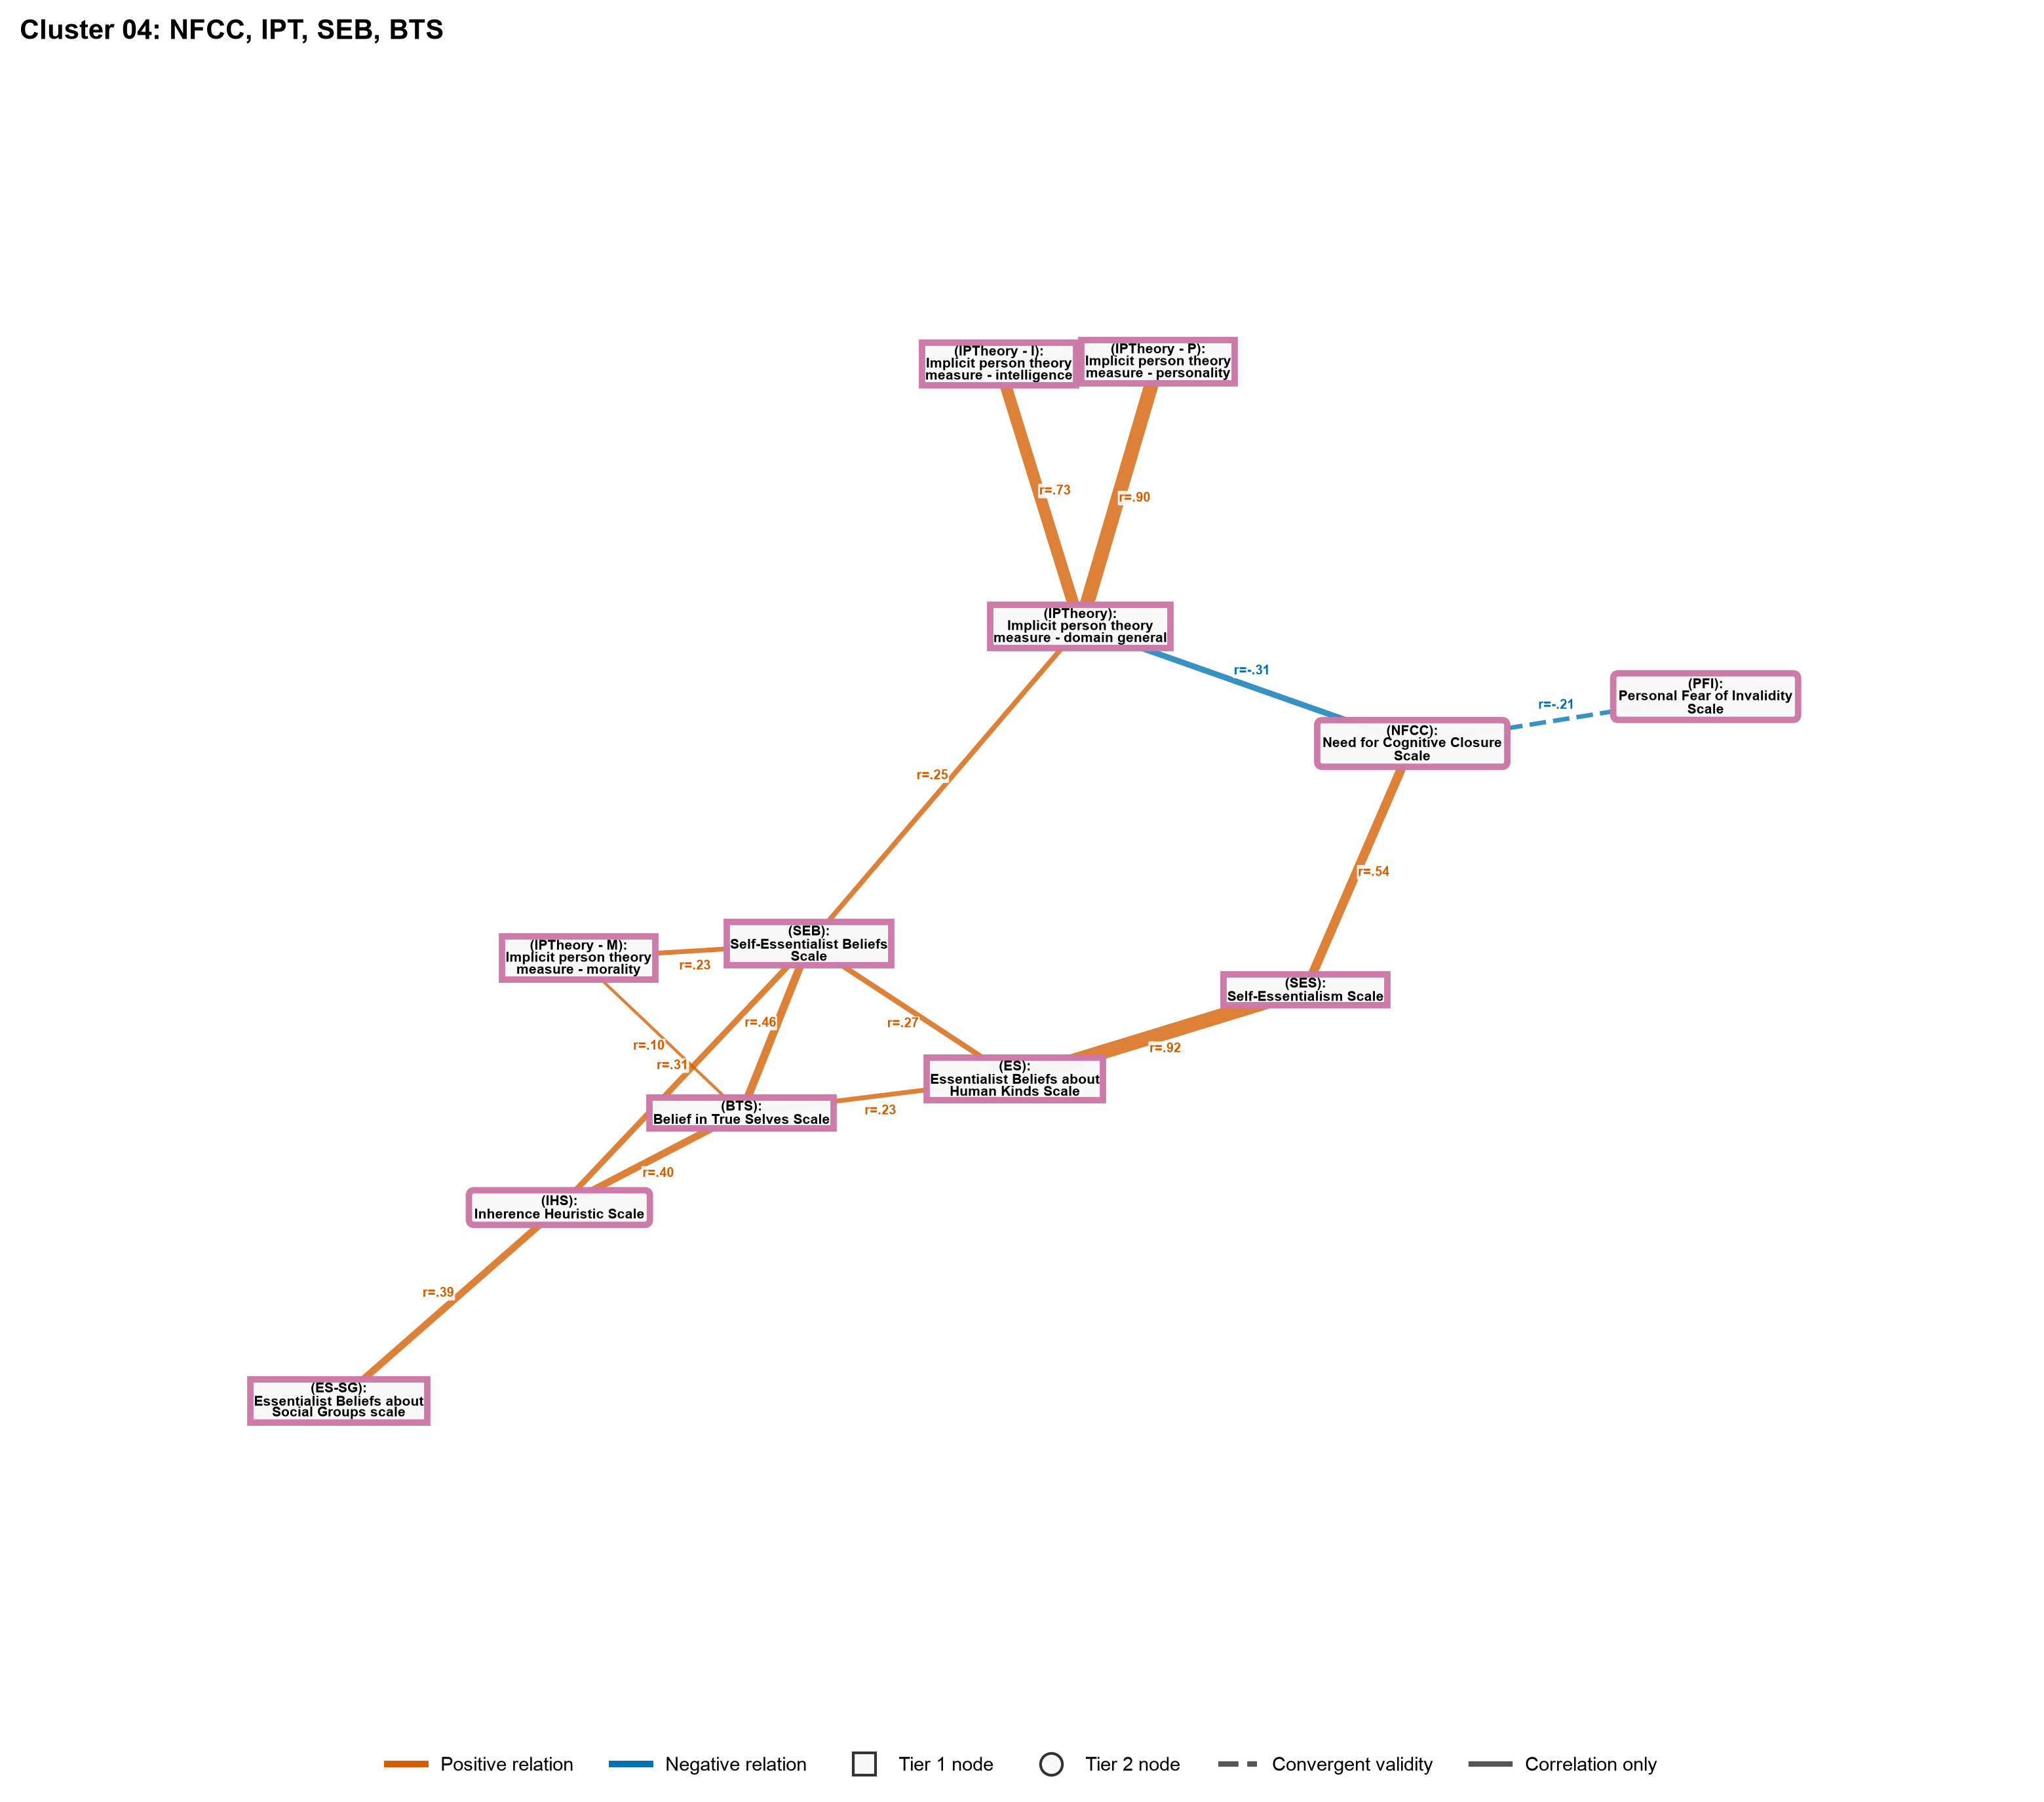 Cluster 04: NFCC, IPT, SEB, BTS
(IPTheory - I):
Implicit person theory
measure - intelligence
(IPTheory - P):
Implicit person theory
measure - personality
r=.73
r=.90
(IPTheory):
Implicit person theory
measure - domain general
r=-.31
(PFI):
Personal Fear of Invalidity
Scale
r=-.21
(NFCC):
Need for Cognitive Closure
Scale
r=.25
r=.54
(SEB):
Self-Essentialist Beliefs
Scale
(IPTheory - M):
Implicit person theory
measure - morality
r=.23
(SES):
Self-Essentialism Scale
r=.46
r=.27
r=.10
r=.31
r=.92
(ES):
Essentialist Beliefs about
Human Kinds Scale
(BTS):
Belief in True Selves Scale
r=.23
r=.40
(IHS):
Inherence Heuristic Scale
r=.39
(ES-SG):
Essentialist Beliefs about
Social Groups scale
Positive relation
Negative relation
Tier 1 node
Tier 2 node
Convergent validity
Correlation only